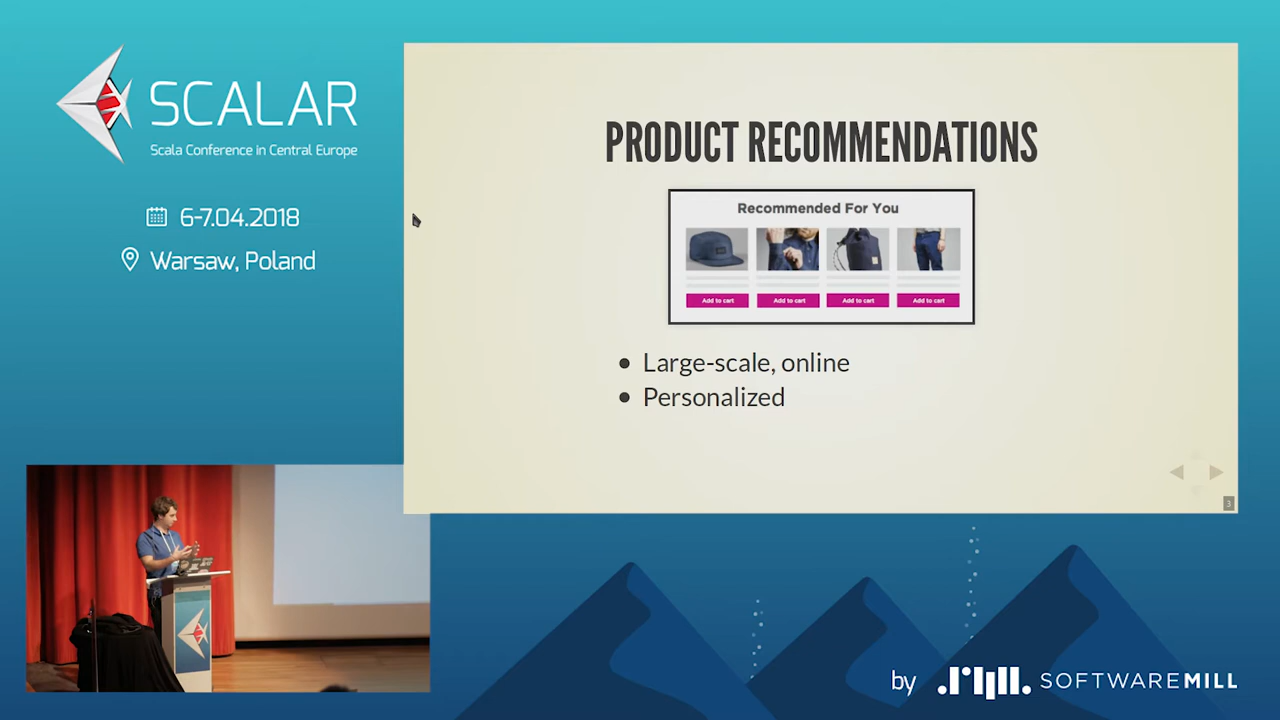 SCALAR
Scala Conference in Central Europe
6-7.04.2018
Warsaw, Poland
PRODUCT RECOMMENDATIONS
Recommended For You
Add to cart Add to cart Add to cart Add to cart
• Large-scale, online
• Personalized
3
by SOFTWAREMILL